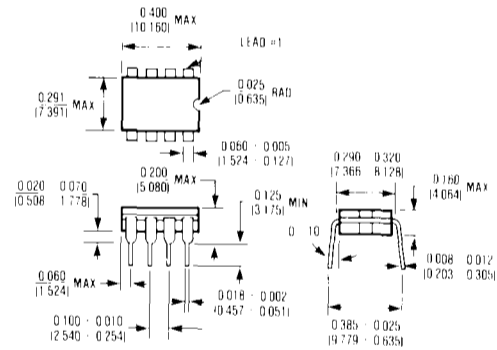 0.400
[10.160] MAX
LEAD #1
0.025
[0.635] RAD
0.291
[7.391] MAX
0.060 · 0.005
[1.524 · 0.127]
0.290 0.320
[7.366 8.128]
0.160
[4.064] MAX
0.020 0.070
[0.508 1.778]
0.200
[5.080] MAX
0.125
[3.175] MIN
0 10
0.008 · 0.012
[0.203 · 0.305]
0.060
[1.524] MAX
0.018 · 0.002
[0.457 · 0.051]
0.100 · 0.010
[2.540 · 0.254]
0.385 · 0.025
[9.779 · 0.635]